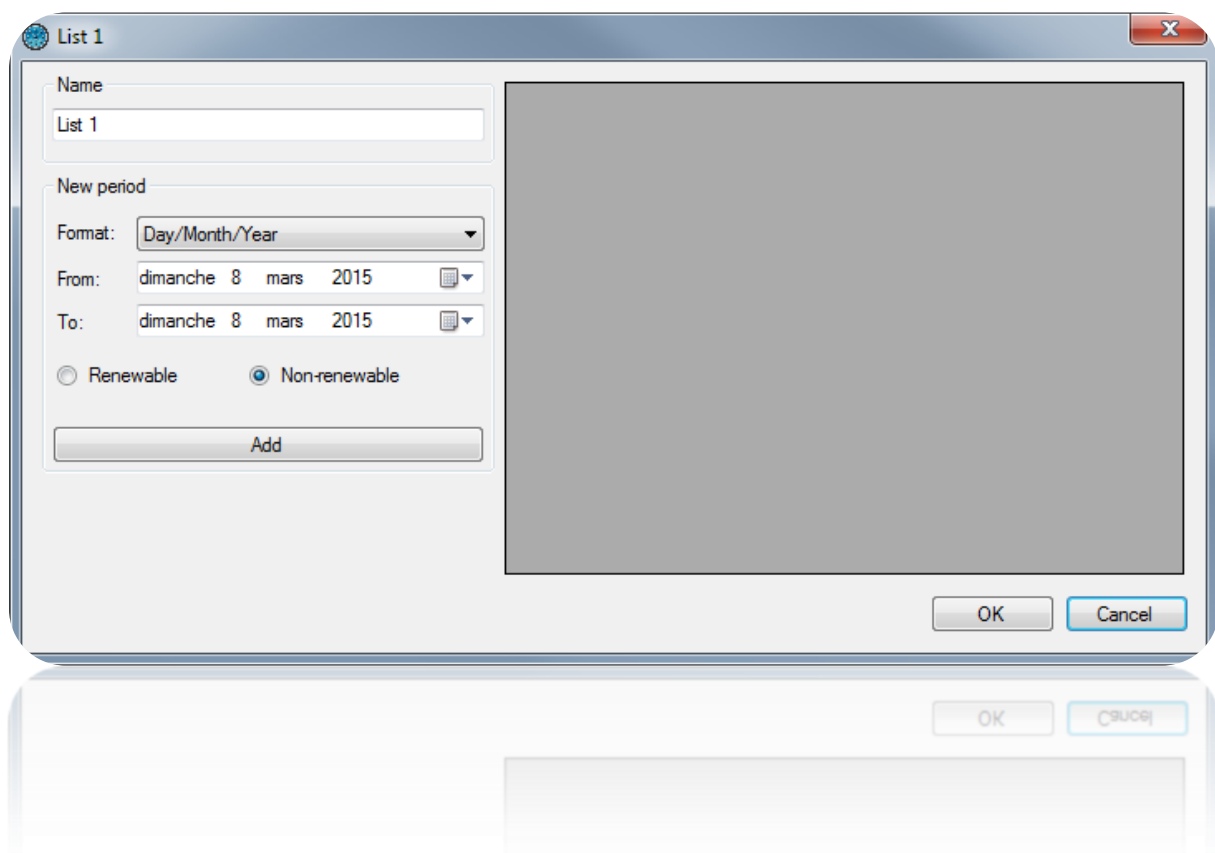 List 1
Name
List 1
New period
Format: Day/Month/Year
From: dimanche 8 mars 2015
To: dimanche 8 mars 2015
Renewable Non-renewable
Add
OK Cancel
OK Cancel